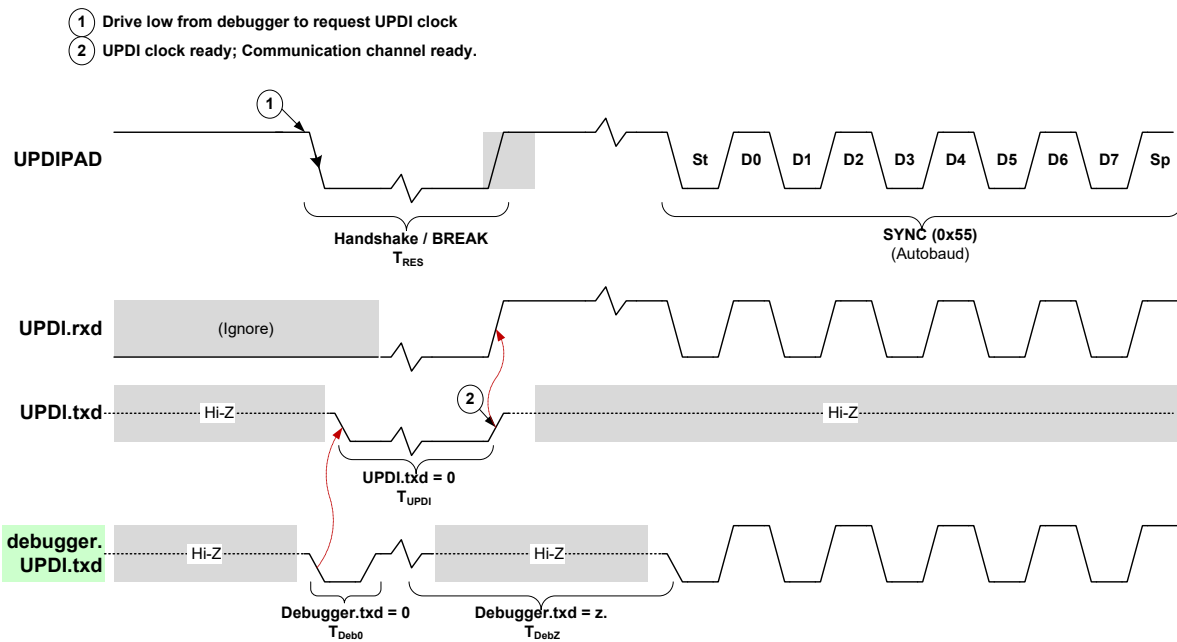 1 Drive low from debugger to request UPDI clock
2 UPDI clock ready; Communication channel ready.
1
UPDIPAD
St D0 D1 D2 D3 D4 D5 D6 D7 Sp
Handshake / BREAK
TRES
SYNC (0x55)
(Autobaud)
UPDI.rxd
(Ignore)
UPDI.txd
Hi-Z
2
Hi-Z
UPDI.txd = 0
TUPDI
debugger.
UPDI.txd
Hi-Z
Hi-Z
Debugger.txd = 0
TDeb0
Debugger.txd = z.
TDebZ